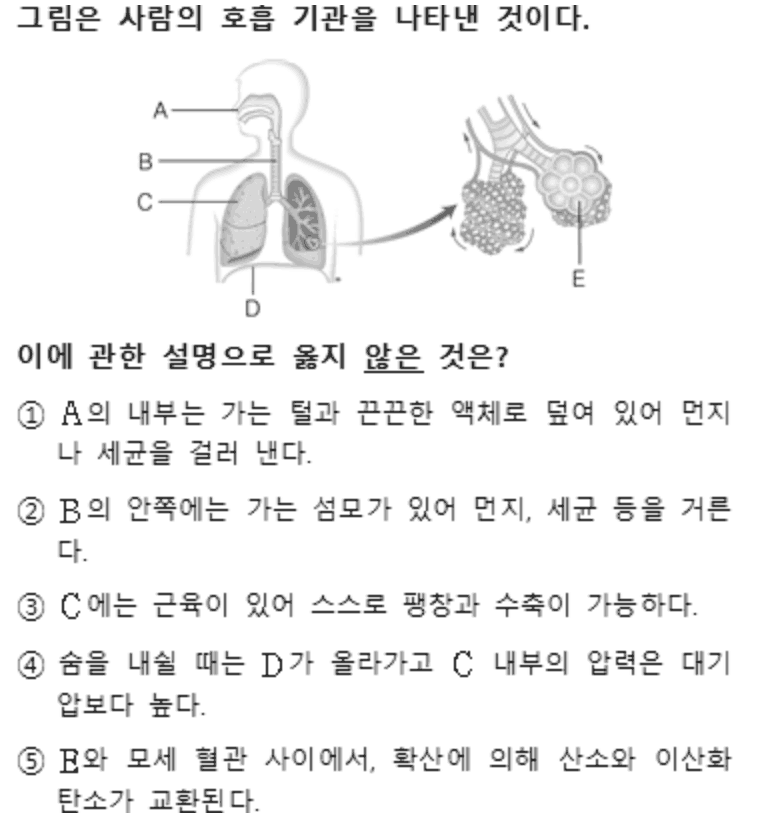 그림은 사람의 호흡 기관을 나타낸 것이다.
A
B
C
D
E
이에 관한 설명으로 옳지 않은 것은?
① A의 내부는 가는 털과 끈끈한 액체로 덮여 있어 먼지
나 세균을 걸러 낸다.
② B의 안쪽에는 가는 섬모가 있어 먼지, 세균 등을 거른
다.
③ C에는 근육이 있어 스스로 팽창과 수축이 가능하다.
④ 숨을 내쉴 때는 D가 올라가고 C 내부의 압력은 대기
압보다 높다.
⑤ E와 모세 혈관 사이에서, 확산에 의해 산소와 이산화
탄소가 교환된다.